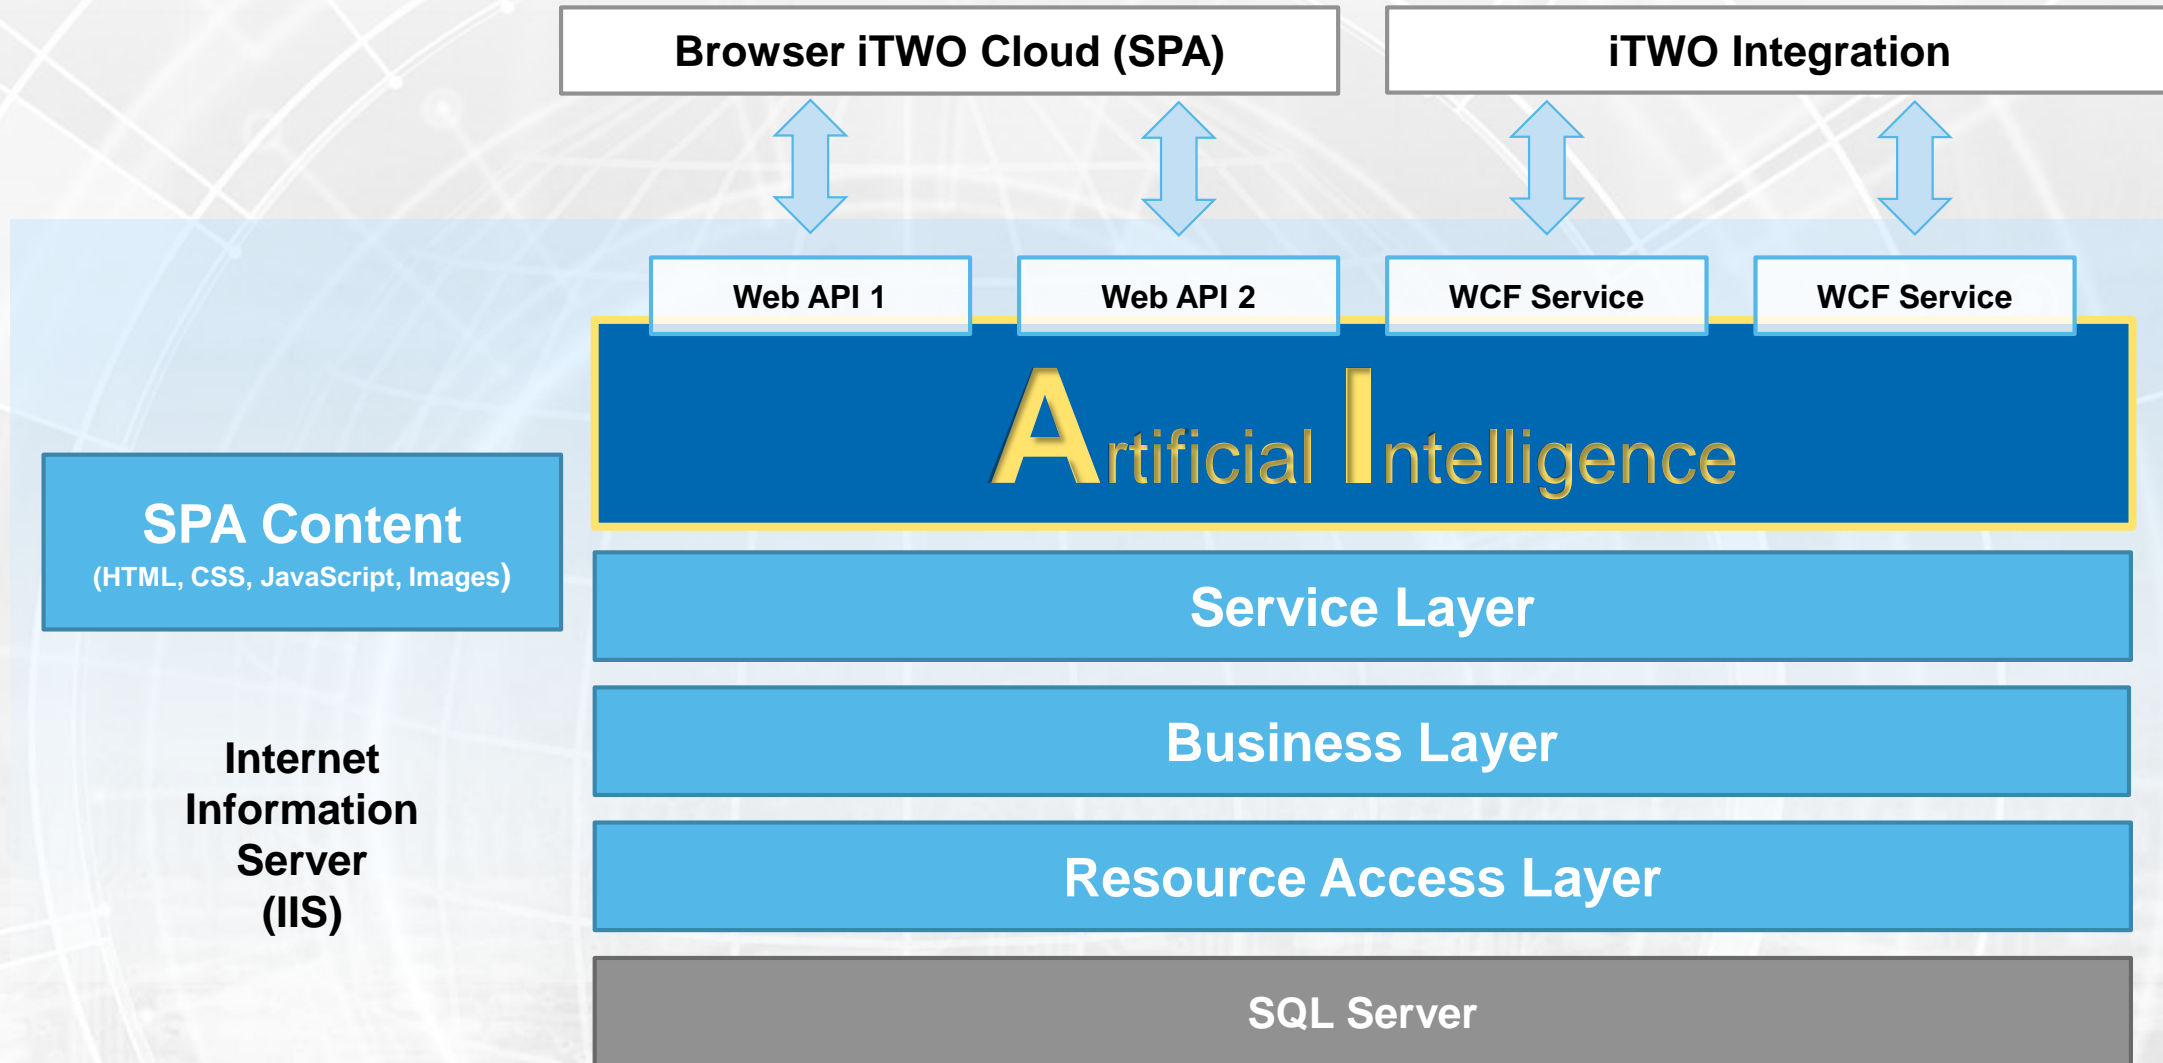 Browser iTWO Cloud (SPA)
iTWO Integration
Web API 1
Web API 2
WCF Service
WCF Service
Artificial Intelligence
SPA Content
(HTML, CSS, JavaScript, Images)
Service Layer
Business Layer
Internet
Information
Server
(IIS)
Resource Access Layer
SQL Server